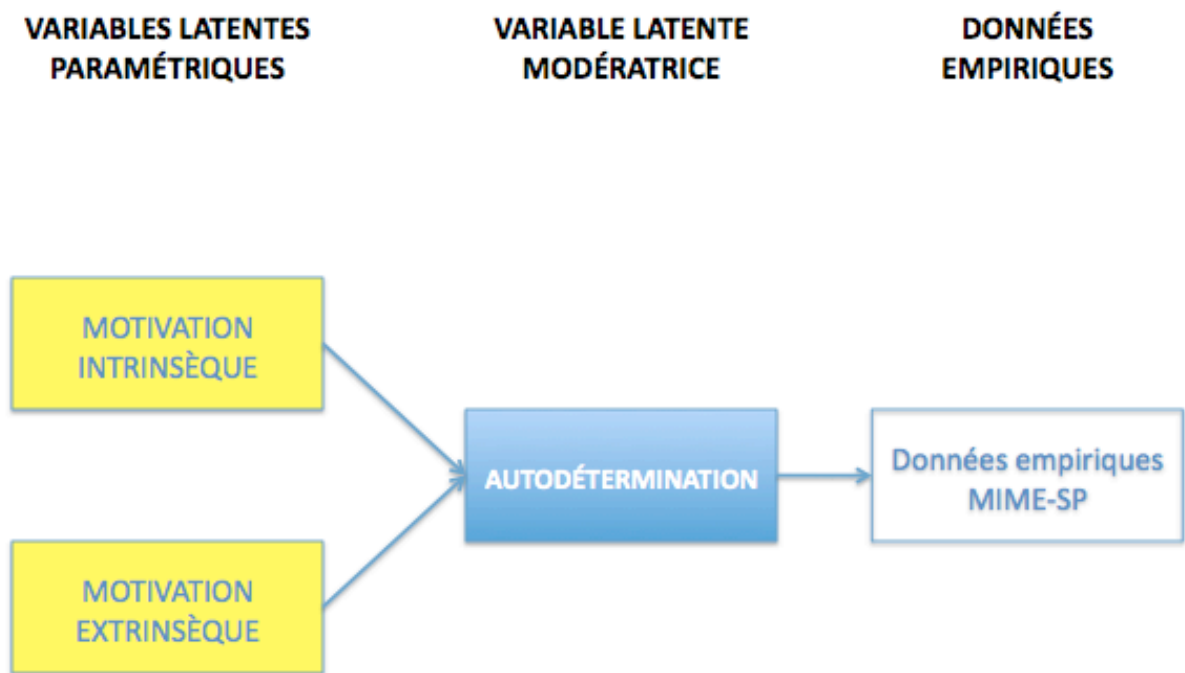 VARIABLES LATENTES
PARAMÉTRIQUES
VARIABLE LATENTE
MODÉRATRICE
DONNÉES
EMPIRIQUES
MOTIVATION
INTRINSÈQUE
AUTODÉTERMINATION
Données empiriques
MIME-SP
MOTIVATION
EXTRINSÈQUE